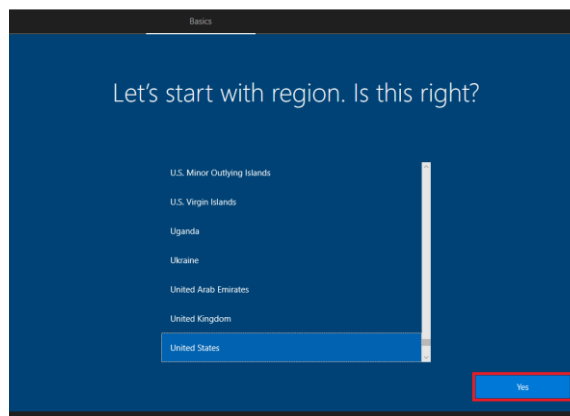 Basics
Let's start with region. Is this right?
U.S. Minor Outlying Islands
U.S. Virgin Islands
Uganda
Ukraine
United Arab Emirates
United Kingdom
United States
Yes